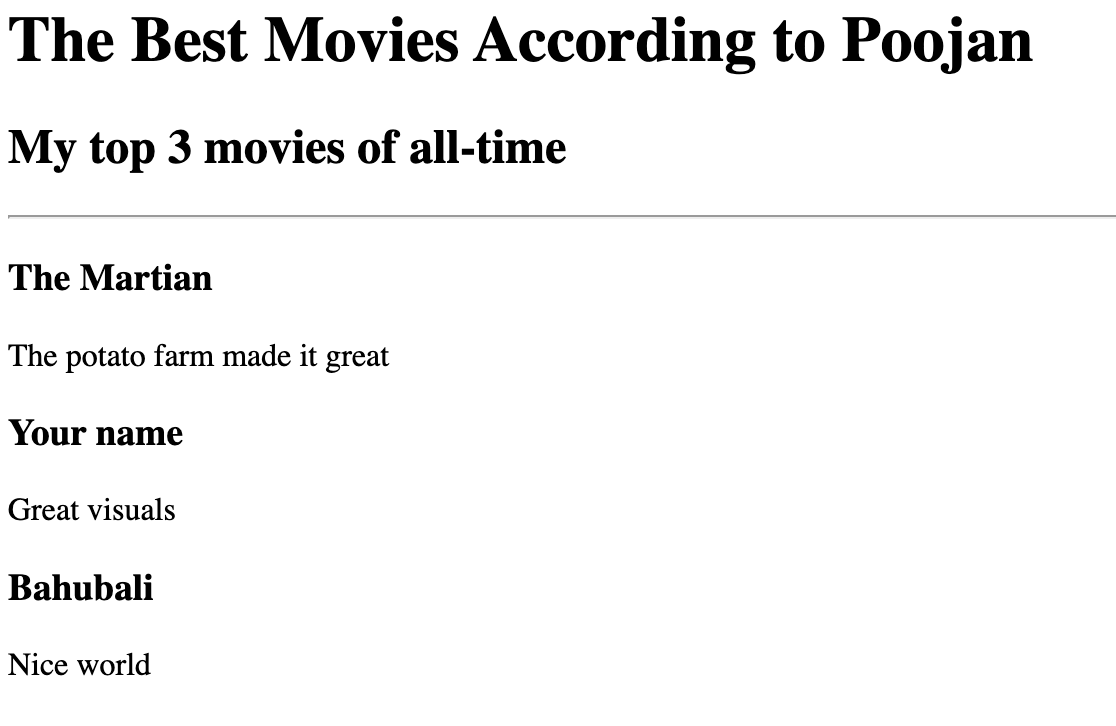 The Best Movies According to Poojan
My top 3 movies of all-time
The Martian
The potato farm made it great
Your name
Great visuals
Bahubali
Nice world